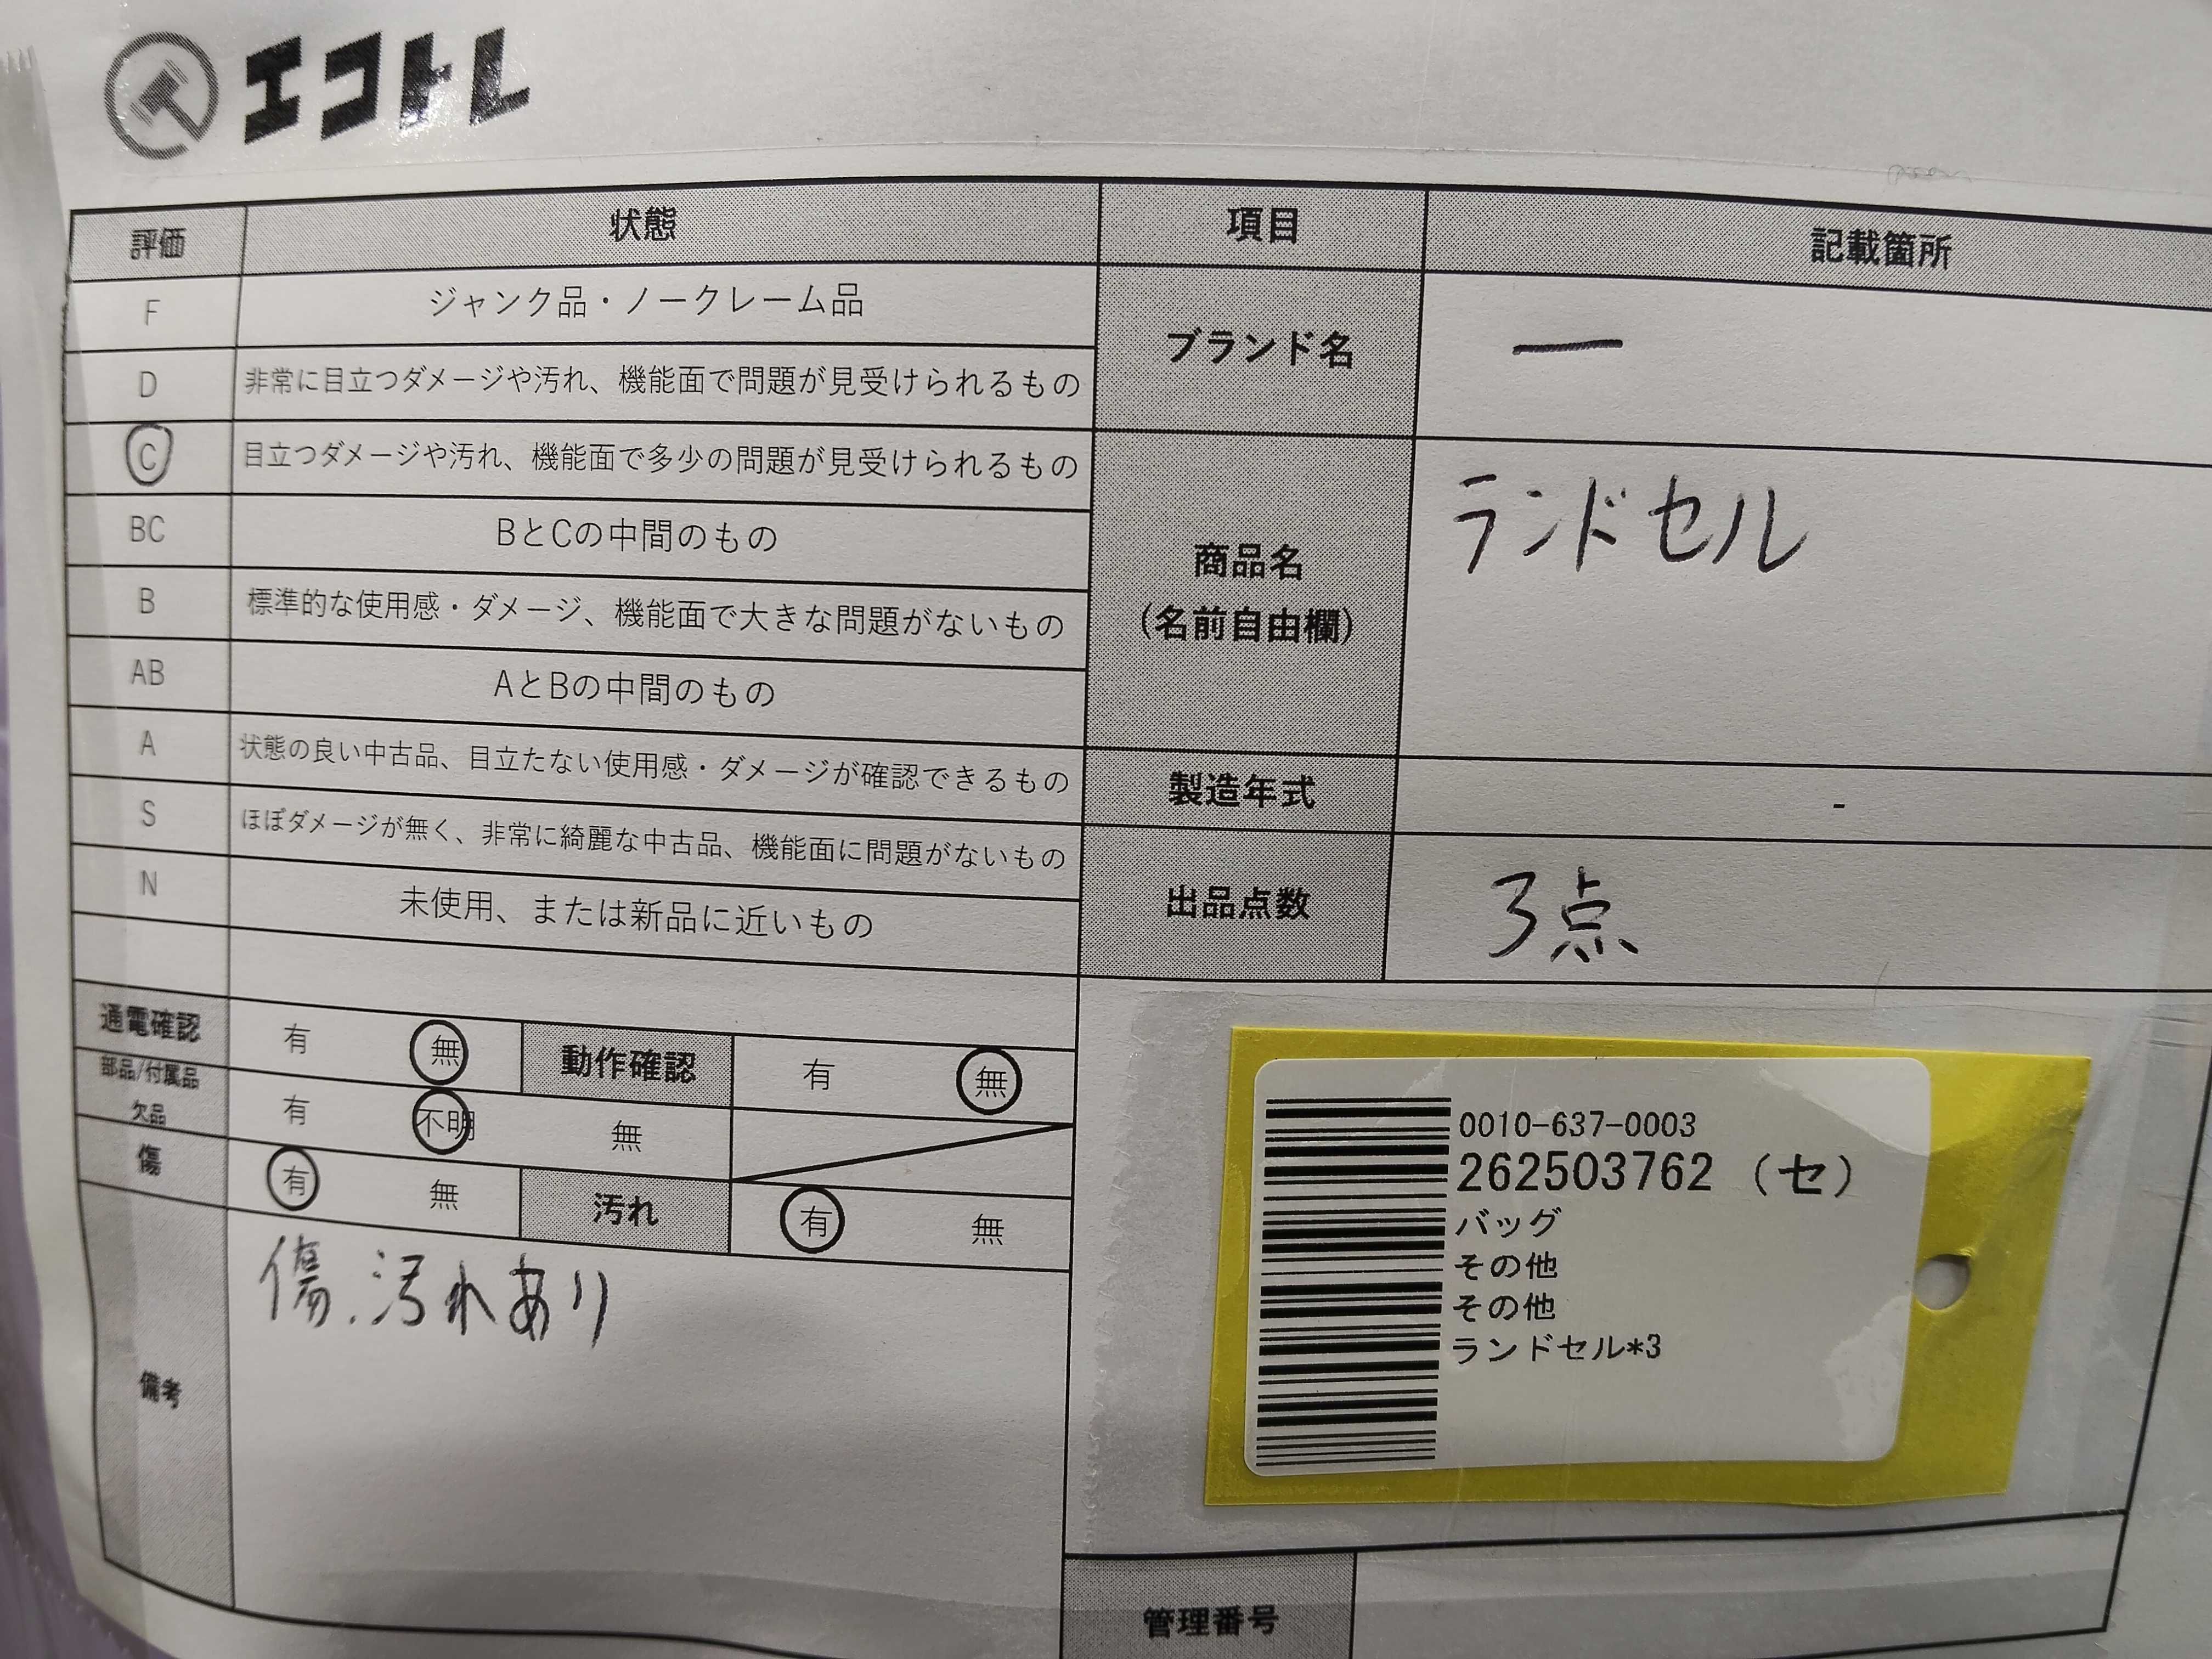 エコトレ
評価 状態 項目 記載箇所
F ジャンク品・ノークレーム品
D 非常に目立つダメージや汚れ、機能面で問題が見受けられるもの
C 目立つダメージや汚れ、機能面で多少の問題が見受けられるもの
BC BとCの中間のもの
B 標準的な使用感・ダメージ、機能面で大きな問題がないもの
AB AとBの中間のもの
A 状態の良い中古品、目立たない使用感・ダメージが確認できるもの
S ほぼダメージが無く、非常に綺麗な中古品、機能面に問題がないもの
N 未使用、または新品に近いもの
ブランド名 ー
商品名 ランドセル
(名前自由欄)
製造年式 -
出品点数 3点
通電確認 有 無 動作確認 有 無
部品/付属品
欠品 有 不明 無
傷 有 無 汚れ 有 無
備考 傷、汚れあり
0010-637-0003
262503762 (セ)
バッグ
その他
その他
ランドセル*3
管理番号